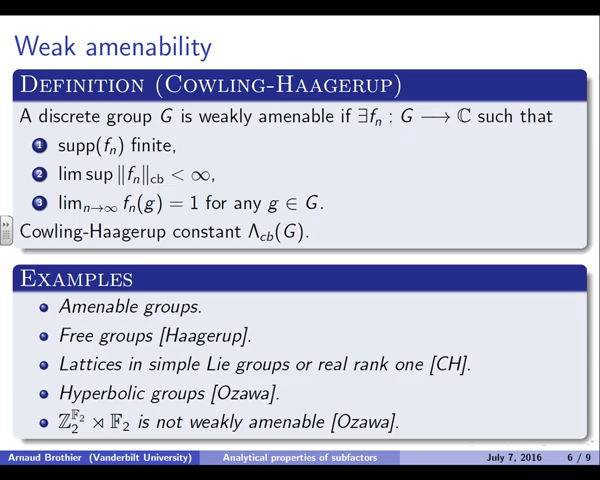 Weak amenability
DEFINITION (COWLING-HAAGERUP)
A discrete group G is weakly amenable if ∃fₙ : G ⟶ ℂ such that
1 supp(fₙ) finite,
2 lim sup ‖fₙ‖_cb < ∞,
3 lim_{n→∞} fₙ(g) = 1 for any g ∈ G.
Cowling-Haagerup constant Λ_cb(G).
EXAMPLES
Amenable groups.
Free groups [Haagerup].
Lattices in simple Lie groups or real rank one [CH].
Hyperbolic groups [Ozawa].
ℤ₂^{𝔽₂} ⋊ 𝔽₂ is not weakly amenable [Ozawa].
Arnaud Brothier (Vanderbilt University) Analytical properties of subfactors July 7, 2016 6 / 9